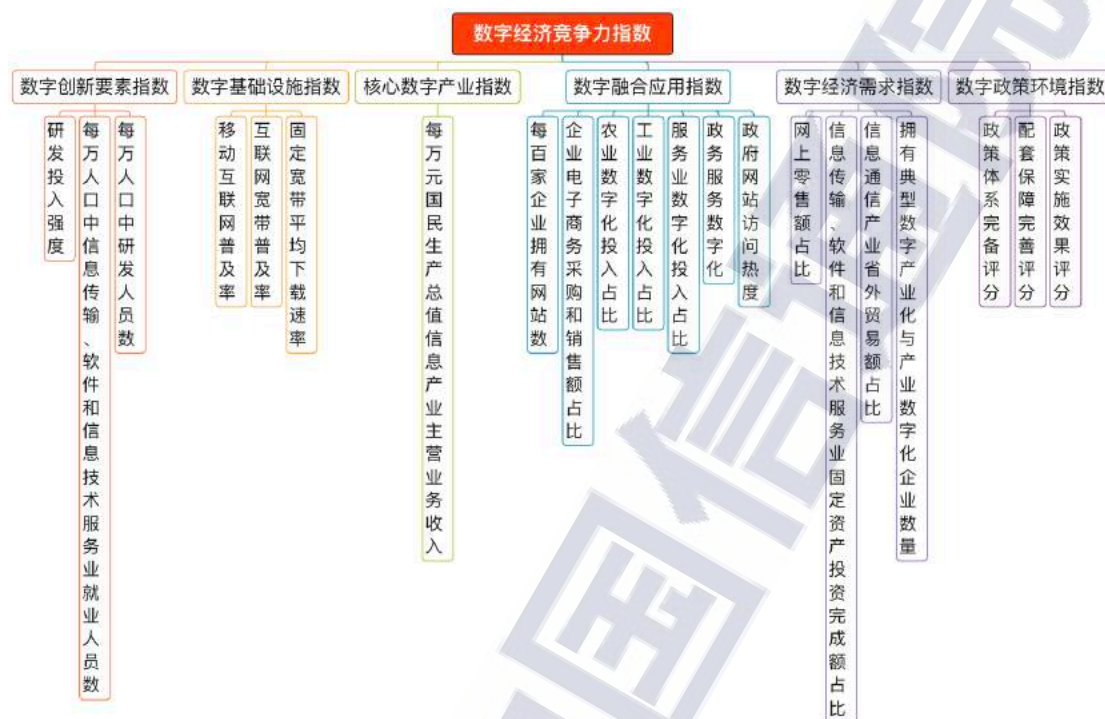 数字经济竞争力指数
数字创新要素指数
研发投入强度
每万人口中信息传输、软件和信息技术服务业就业人员数
每万人口中研发人员数
数字基础设施指数
移动互联网普及率
互联网宽带普及率
固定宽带平均下载速率
核心数字产业指数
每万元国民生产总值信息产业主营业务收入
数字融合应用指数
每百家企业拥有网站数
企业电子商务采购和销售额占比
农业数字化投入占比
工业数字化投入占比
服务业数字化投入占比
政务服务数字化
政府网站访问热度
数字经济需求指数
网上零售额占比
信息传输、软件和信息技术服务业固定资产投资完成额占比
信息通信产业省外贸易额占比
拥有典型数字产业化与产业数字化企业数量
数字政策环境指数
政策体系完备评分
配套保障完善评分
政策实施效果评分
国信通院